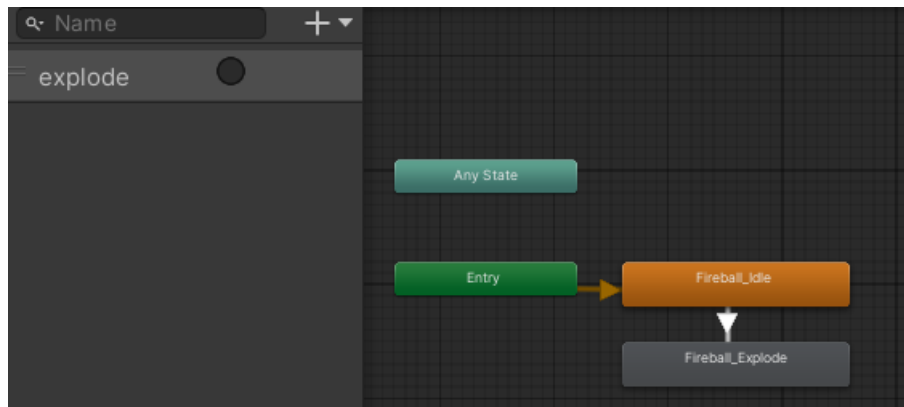 Name
explode
Any State
Entry
Fireball_Idle
Fireball_Explode